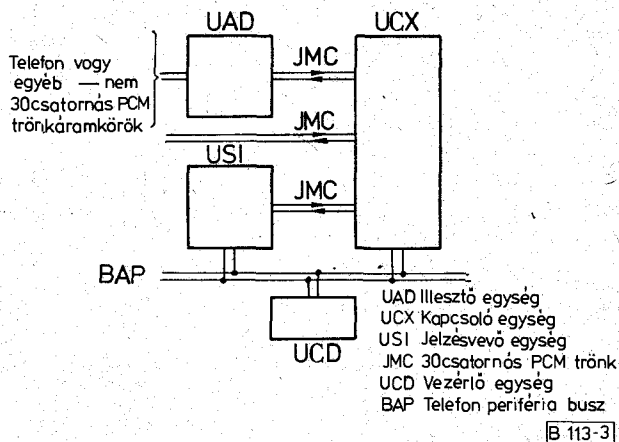 UAD
UCX
JMC
Telefon vagy
egyéb — nem
30csatornás PCM
trönkáramkörök
JMC
USI
JMC
BAP
UCD
UAD Illesztő egység
UCX Kapcsoló egység
USI Jelzésvevő egység
JMC 30csatornás PCM trönk
UCD Vezérlő egység
BAP Telefon periféria busz
B 113-3